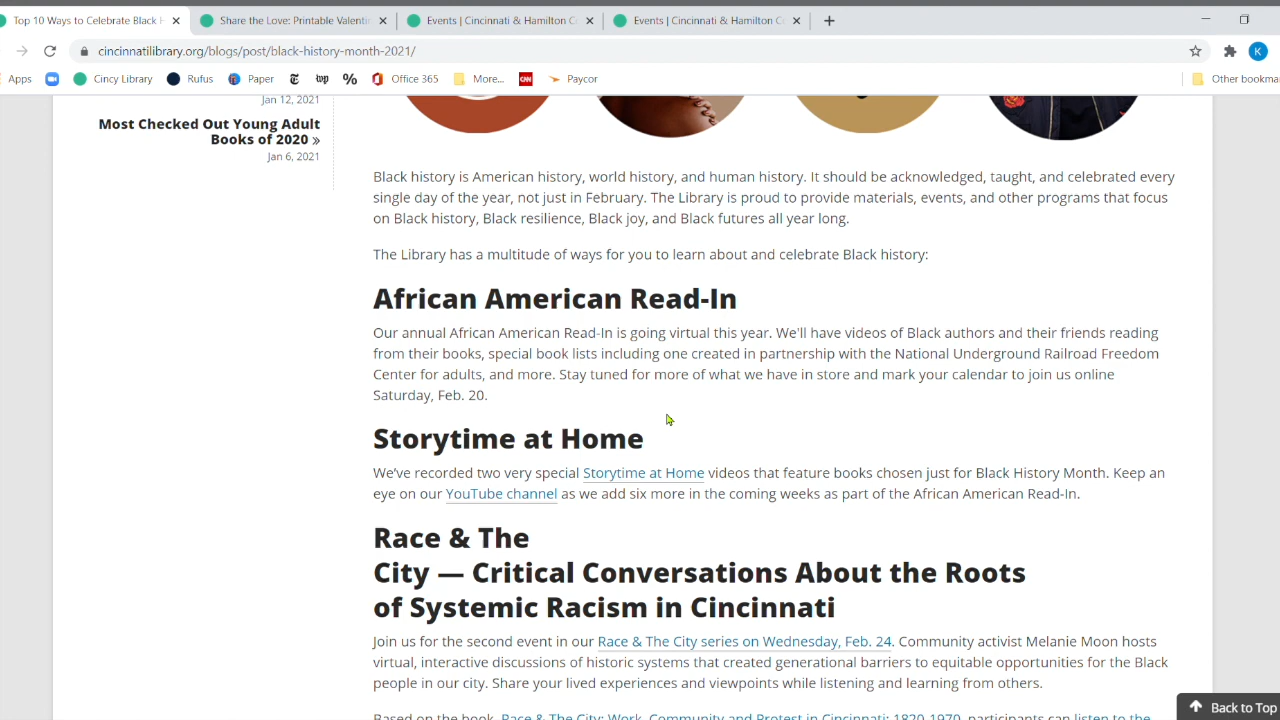 Top 10 Ways to Celebrate Black H
Share the Love: Printable Valenti
Events | Cincinnati & Hamilton C
Events | Cincinnati & Hamilton C
cincinnatilibrary.org/blogs/post/black-history-month-2021/
K
Apps
Cincy Library
Rufus
Paper
wp
%
Office 365
More...
CNN
Paycor
Other bookma
Jan 12, 2021
Most Checked Out Young Adult
Books of 2020 »
Jan 6, 2021
Black history is American history, world history, and human history. It should be acknowledged, taught, and celebrated every
single day of the year, not just in February. The Library is proud to provide materials, events, and other programs that focus
on Black history, Black resilience, Black joy, and Black futures all year long.
The Library has a multitude of ways for you to learn about and celebrate Black history:
African American Read-In
Our annual African American Read-In is going virtual this year. We'll have videos of Black authors and their friends reading
from their books, special book lists including one created in partnership with the National Underground Railroad Freedom
Center for adults, and more. Stay tuned for more of what we have in store and mark your calendar to join us online
Saturday, Feb. 20.
Storytime at Home
We've recorded two very special Storytime at Home videos that feature books chosen just for Black History Month. Keep an
eye on our YouTube channel as we add six more in the coming weeks as part of the African American Read-In.
Race & The
City — Critical Conversations About the Roots
of Systemic Racism in Cincinnati
Join us for the second event in our Race & The City series on Wednesday, Feb. 24. Community activist Melanie Moon hosts
virtual, interactive discussions of historic systems that created generational barriers to equitable opportunities for the Black
people in our city. Share your lived experiences and viewpoints while listening and learning from others.
Based on the book, Race & The City: Work, Community and Protest in Cincinnati: 1820-1970, participants can listen to the
Back to Top